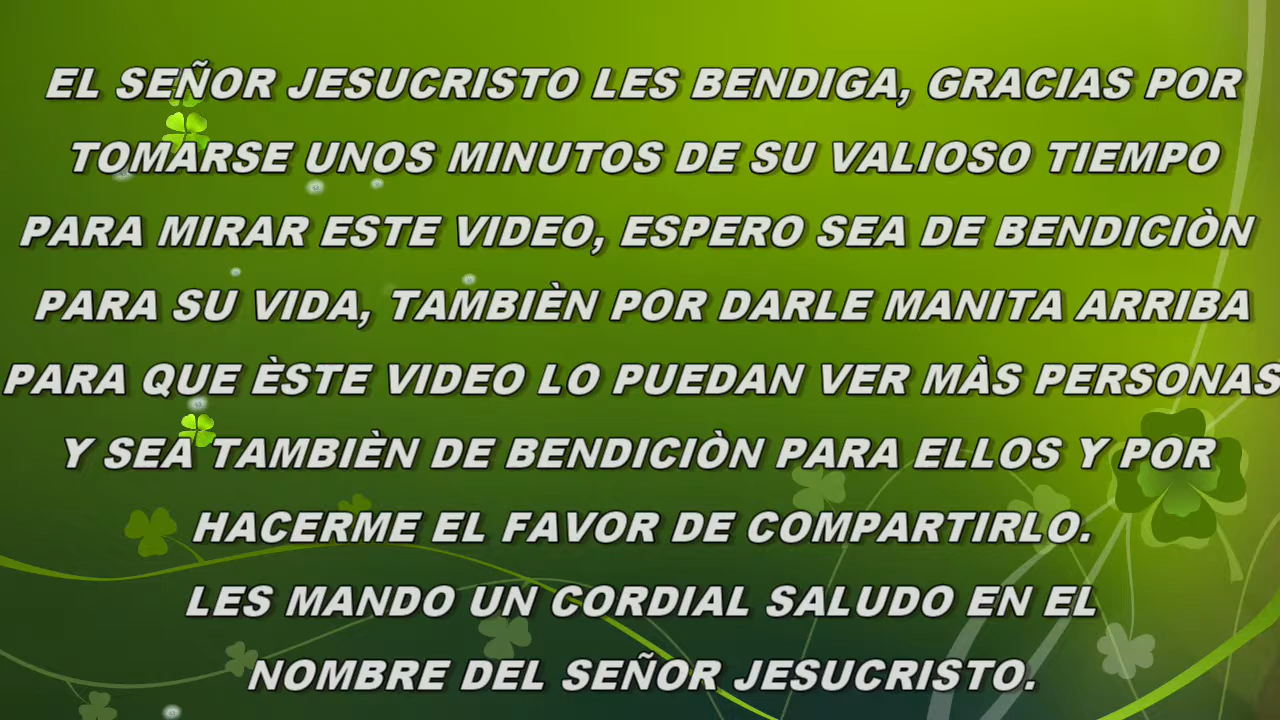 EL SEÑOR JESUCRISTO LES BENDIGA, GRACIAS POR
TOMARSE UNOS MINUTOS DE SU VALIOSO TIEMPO
PARA MIRAR ESTE VIDEO, ESPERO SEA DE BENDICIÒN
PARA SU VIDA, TAMBIÈN POR DARLE MANITA ARRIBA
PARA QUE ÈSTE VIDEO LO PUEDAN VER MÀS PERSONAS
Y SEA TAMBIÈN DE BENDICIÒN PARA ELLOS Y POR
HACERME EL FAVOR DE COMPARTIRLO.
LES MANDO UN CORDIAL SALUDO EN EL
NOMBRE DEL SEÑOR JESUCRISTO.